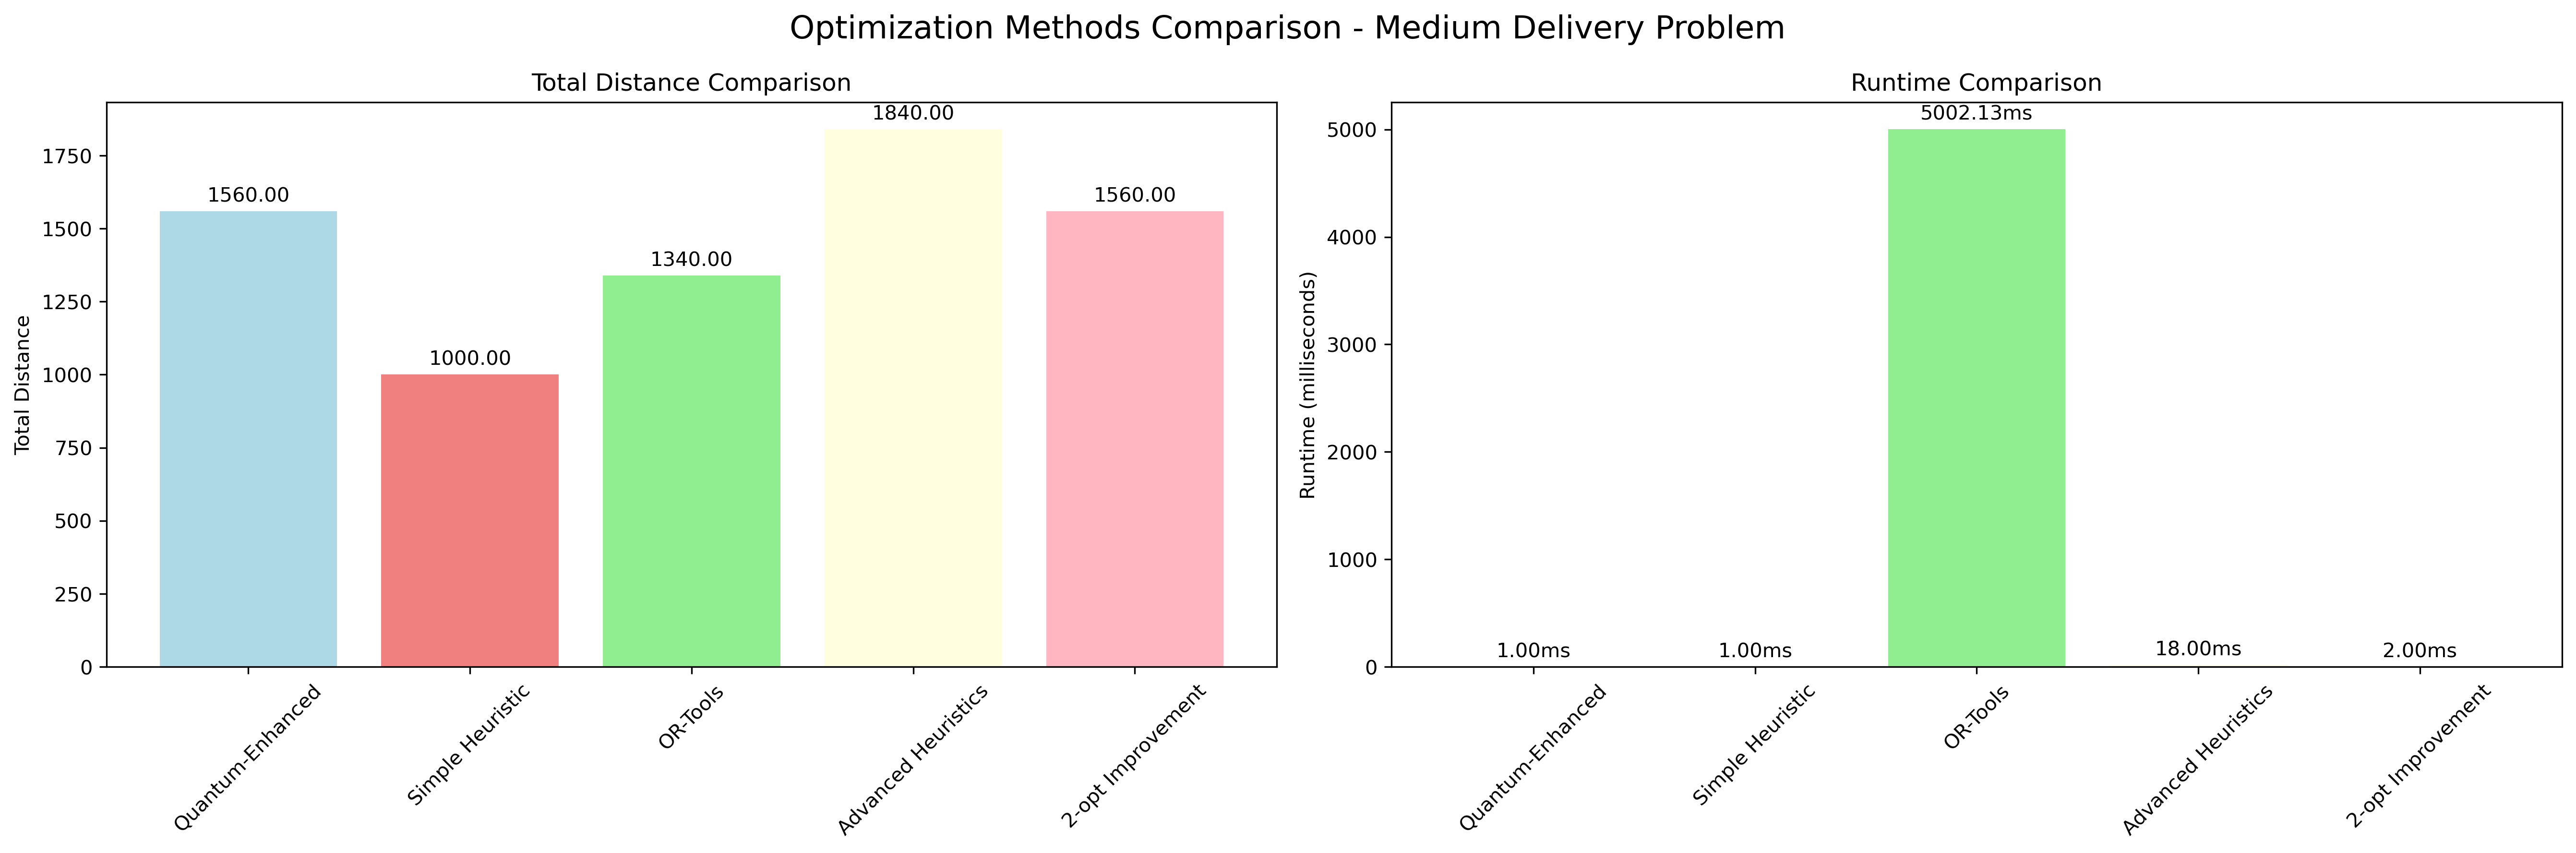 Optimization Methods Comparison - Medium Delivery Problem
Total Distance Comparison
Total Distance
1750
1500
1250
1000
750
500
250
0
1560.00
1000.00
1340.00
1840.00
1560.00
Quantum-Enhanced
Simple Heuristic
OR-Tools
Advanced Heuristics
2-opt Improvement
Runtime Comparison
Runtime (milliseconds)
5000
4000
3000
2000
1000
0
1.00ms
1.00ms
5002.13ms
18.00ms
2.00ms
Quantum-Enhanced
Simple Heuristic
OR-Tools
Advanced Heuristics
2-opt Improvement